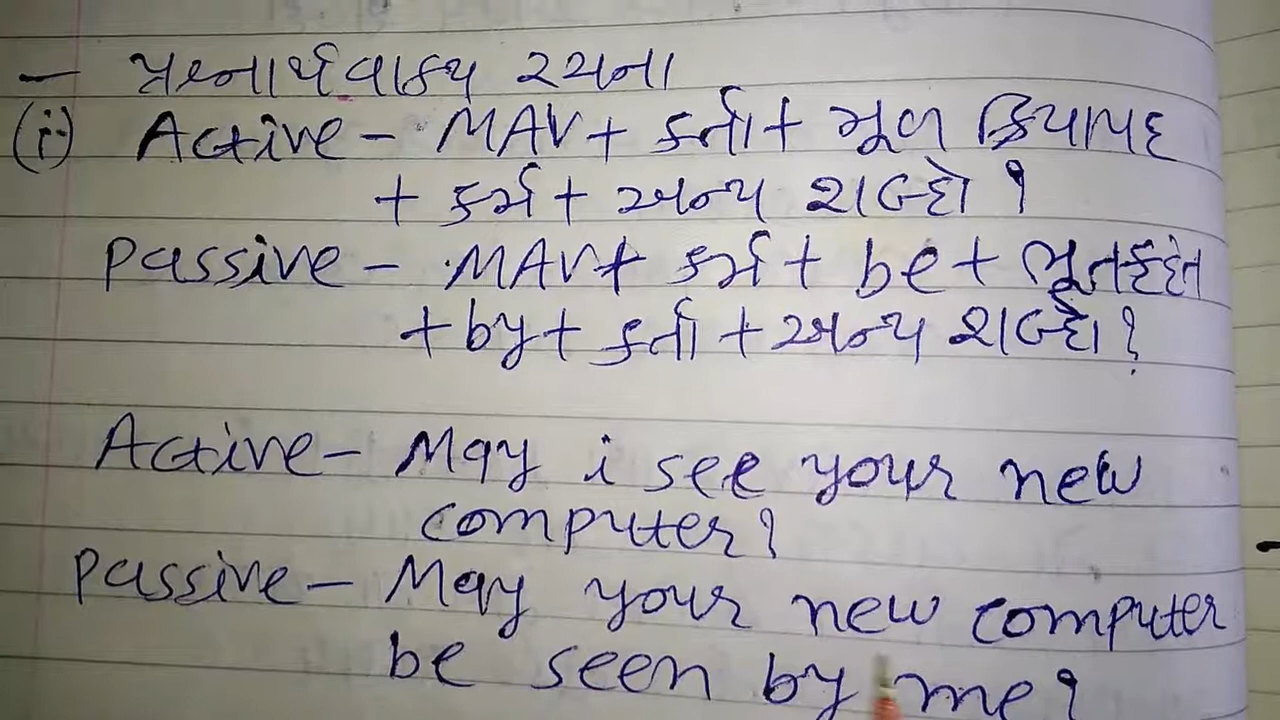 - પ્રશ્નાર્થવાક્ય રચના
(i) Active - MAV + કર્તા + મૂળ ક્રિયાપદ
+ કર્મ + અન્ય શબ્દો ?
Passive - MAV + કર્મ + be + ભૂતકૃદંત
+ by + કર્તા + અન્ય શબ્દો ?
Active - May i see your new
computer?
Passive - May your new computer
be seen by me?